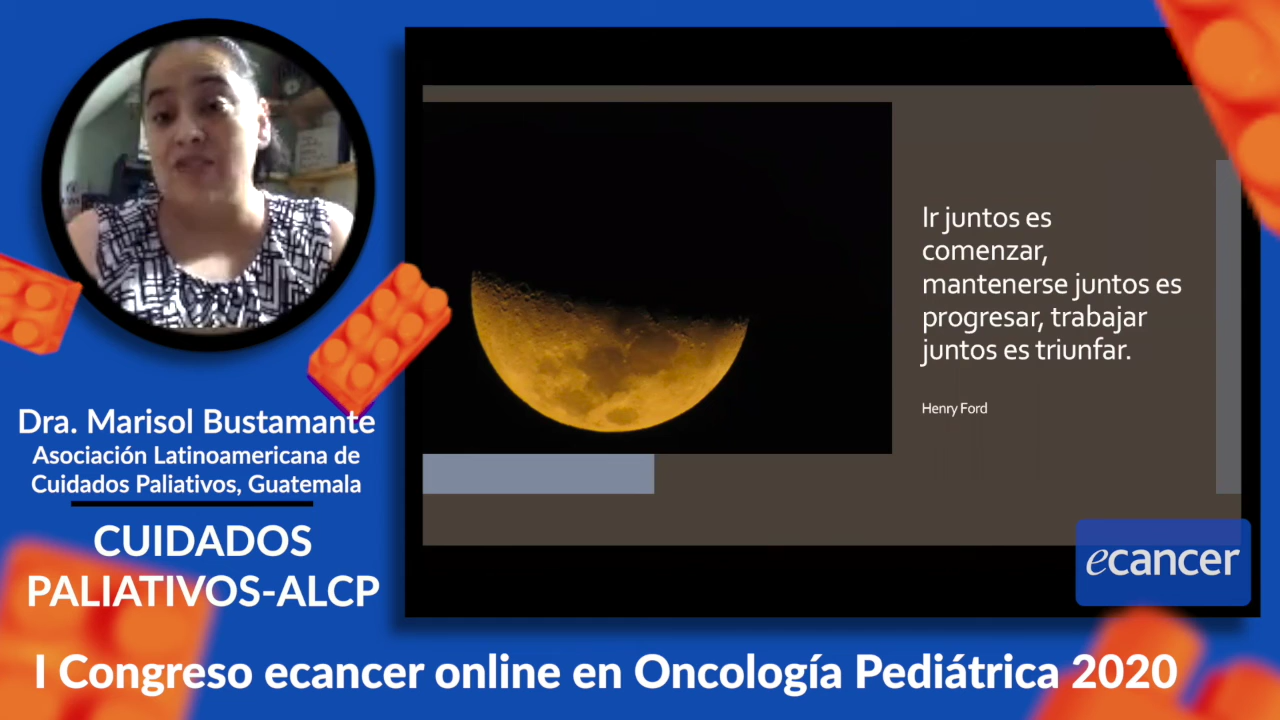 Ir juntos es
comenzar,
mantenerse juntos es
progresar, trabajar
juntos es triunfar.
Henry Ford
Dra. Marisol Bustamante
Asociación Latinoamericana de
Cuidados Paliativos, Guatemala
CUIDADOS
PALIATIVOS-ALCP
ecancer
I Congreso ecancer online en Oncología Pediátrica 2020